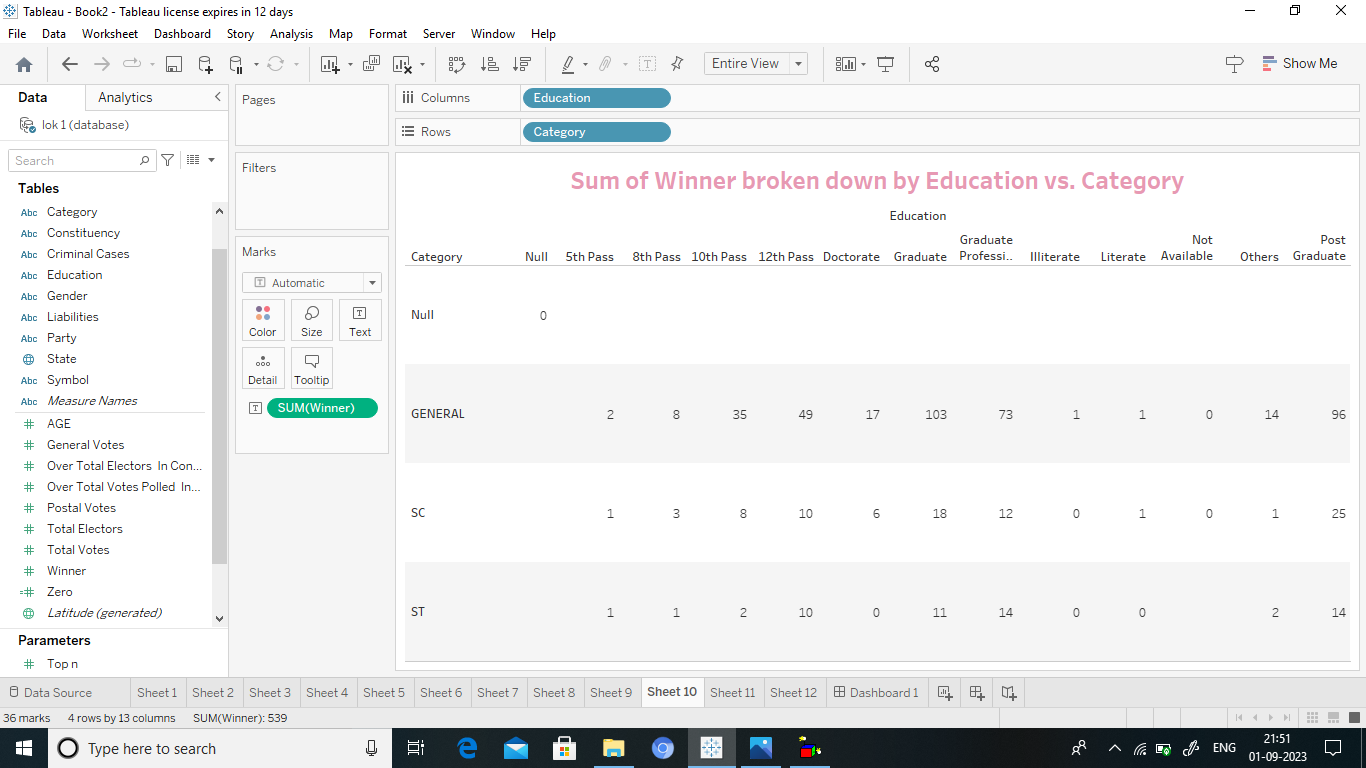 Tableau - Book2 - Tableau license expires in 12 days
File Data Worksheet Dashboard Story Analysis Map Format Server Window Help
Entire View Show Me
Data Analytics
lok 1 (database)
Search
Tables
Abc Category
Abc Constituency
Abc Criminal Cases
Abc Education
Abc Gender
Abc Liabilities
Abc Party
State
Abc Symbol
Abc Measure Names
# AGE
# General Votes
# Over Total Electors In Con...
# Over Total Votes Polled In...
# Postal Votes
# Total Electors
# Total Votes
# Winner
=# Zero
Latitude (generated)
Parameters
# Top n
Pages
Filters
Marks
T Automatic
Color Size Text
Detail Tooltip
T SUM(Winner)
Columns Education
Rows Category
Sum of Winner broken down by Education vs. Category
Education
Category Null 5th Pass 8th Pass 10th Pass 12th Pass Doctorate Graduate Graduate Professi.. Illiterate Literate Not Available Others Post Graduate
Null 0
GENERAL 2 8 35 49 17 103 73 1 1 0 14 96
SC 1 3 8 10 6 18 12 0 1 0 1 25
ST 1 1 2 10 0 11 14 0 0 2 14
Data Source Sheet 1 Sheet 2 Sheet 3 Sheet 4 Sheet 5 Sheet 6 Sheet 7 Sheet 8 Sheet 9 Sheet 10 Sheet 11 Sheet 12 Dashboard 1
36 marks 4 rows by 13 columns SUM(Winner): 539
Type here to search
ENG
21:51
01-09-2023